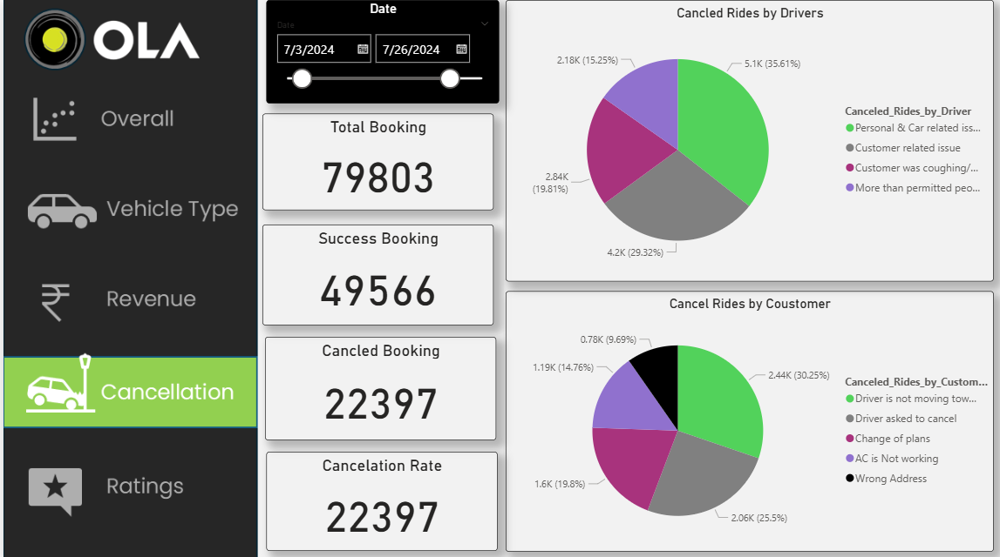 OLA
Overall
Vehicle Type
Revenue
Cancellation
Ratings
Date
Date
7/3/2024
7/26/2024
Total Booking
79803
Success Booking
49566
Cancled Booking
22397
Cancelation Rate
22397
Cancled Rides by Drivers
2.18K (15.25%)
5.1K (35.61%)
2.84K
(19.81%)
4.2K (29.32%)
Canceled_Rides_by_Driver
Personal & Car related iss...
Customer related issue
Customer was coughing/...
More than permitted peo...
Cancel Rides by Coustomer
0.78K (9.69%)
1.19K (14.76%)
2.44K (30.25%)
1.6K (19.8%)
2.06K (25.5%)
Canceled_Rides_by_Custom...
Driver is not moving tow...
Driver asked to cancel
Change of plans
AC is Not working
Wrong Address